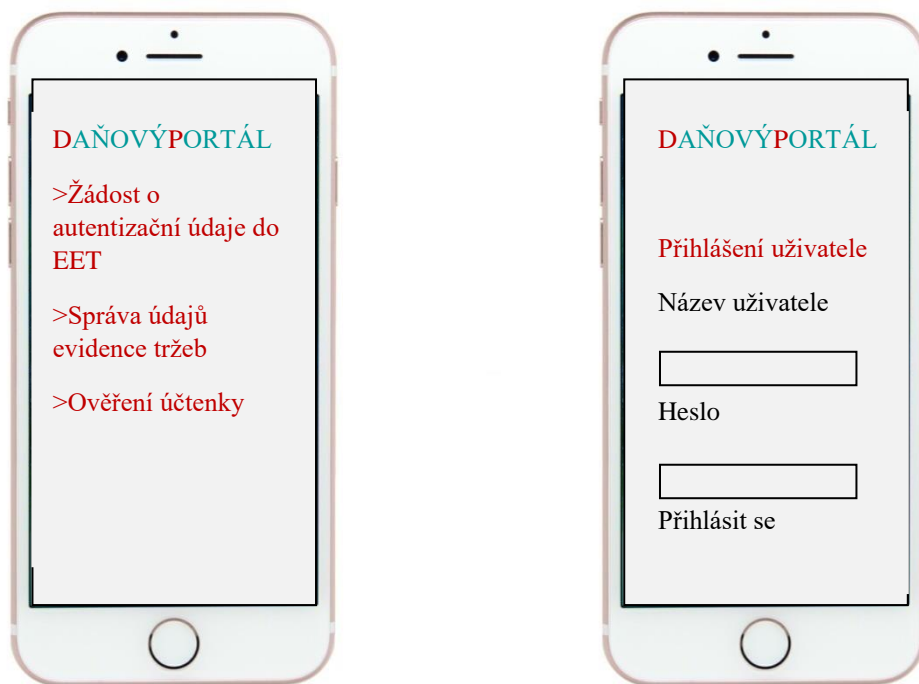 DAŇOVÝPORTÁL
>Žádost o
autentizační údaje do
EET
>Správa údajů
evidence tržeb
>Ověření účtenky
DAŇOVÝPORTÁL
Přihlášení uživatele
Název uživatele
Heslo
Přihlásit se